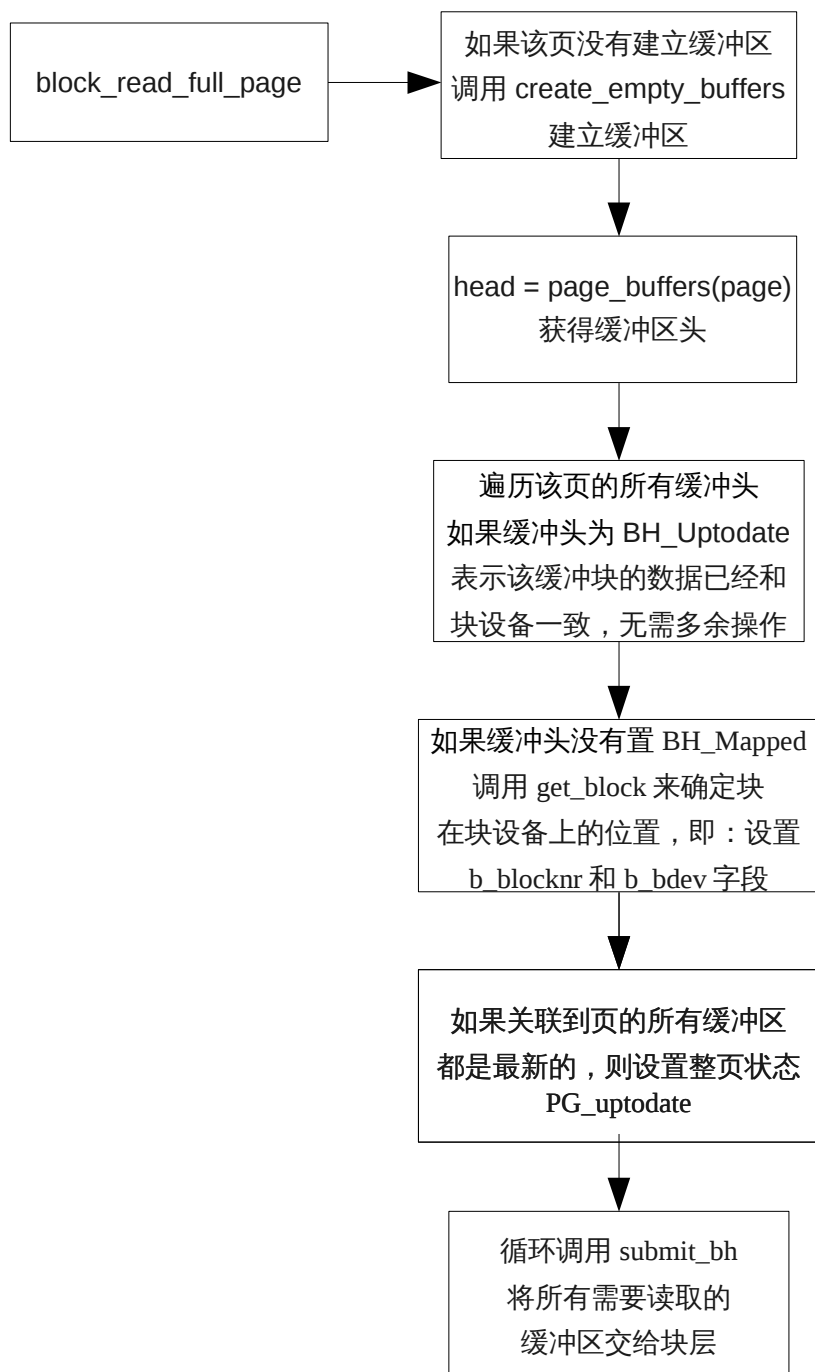 block_read_full_page
如果该页没有建立缓冲区
调用 create_empty_buffers
建立缓冲区
head = page_buffers(page)
获得缓冲区头
遍历该页的所有缓冲头
如果缓冲头为 BH_Uptodate
表示该缓冲块的数据已经和
块设备一致，无需多余操作
如果缓冲头没有置 BH_Mapped
调用 get_block 来确定块
在块设备上的位置，即：设置
b_blocknr 和 b_bdev 字段
如果关联到页的所有缓冲区
都是最新的，则设置整页状态
PG_uptodate
循环调用 submit_bh
将所有需要读取的
缓冲区交给块层